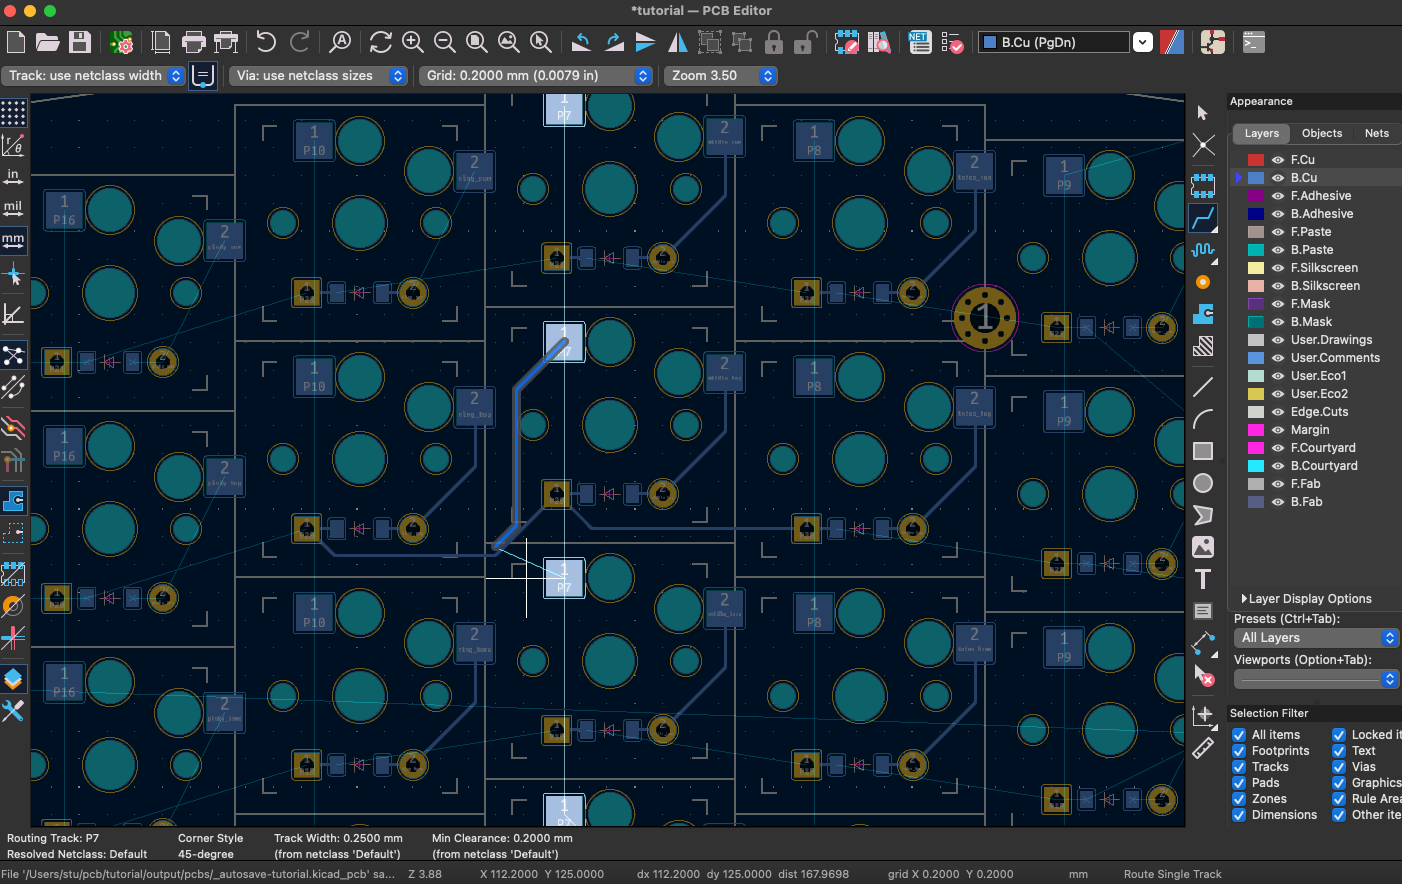 *tutorial — PCB Editor
B.Cu (PgDn)
Track: use netclass width
Via: use netclass sizes
Grid: 0.2000 mm (0.0079 in)
Zoom 3.50
in
mil
mm
NET
Appearance
Layers Objects Nets
F.Cu
B.Cu
F.Adhesive
B.Adhesive
F.Paste
B.Paste
F.Silkscreen
B.Silkscreen
F.Mask
B.Mask
User.Drawings
User.Comments
User.Eco1
User.Eco2
Edge.Cuts
Margin
F.Courtyard
B.Courtyard
F.Fab
B.Fab
Layer Display Options
Presets (Ctrl+Tab):
All Layers
Viewports (Option+Tab):
Selection Filter
All items Locked it
Footprints Text
Tracks Vias
Pads Graphics
Zones Rule Area
Dimensions Other ite
1
P7
1
P10
2
1
P8
2
1
P9
1
P16
2
1
1
P7
1
P10
2
2
1
P8
2
1
P9
1
P16
2
1
P7
1
P10
2
2
1
P8
2
1
P9
1
P16
2
1
P7
Routing Track: P7
Resolved Netclass: Default
Corner Style
45-degree
Track Width: 0.2500 mm
(from netclass 'Default')
Min Clearance: 0.2000 mm
(from netclass 'Default')
File '/Users/stu/pcb/tutorial/output/pcbs/_autosave-tutorial.kicad_pcb' sa... Z 3.88 X 112.2000 Y 125.0000 dx 112.2000 dy 125.0000 dist 167.9698 grid X 0.2000 Y 0.2000 mm Route Single Track